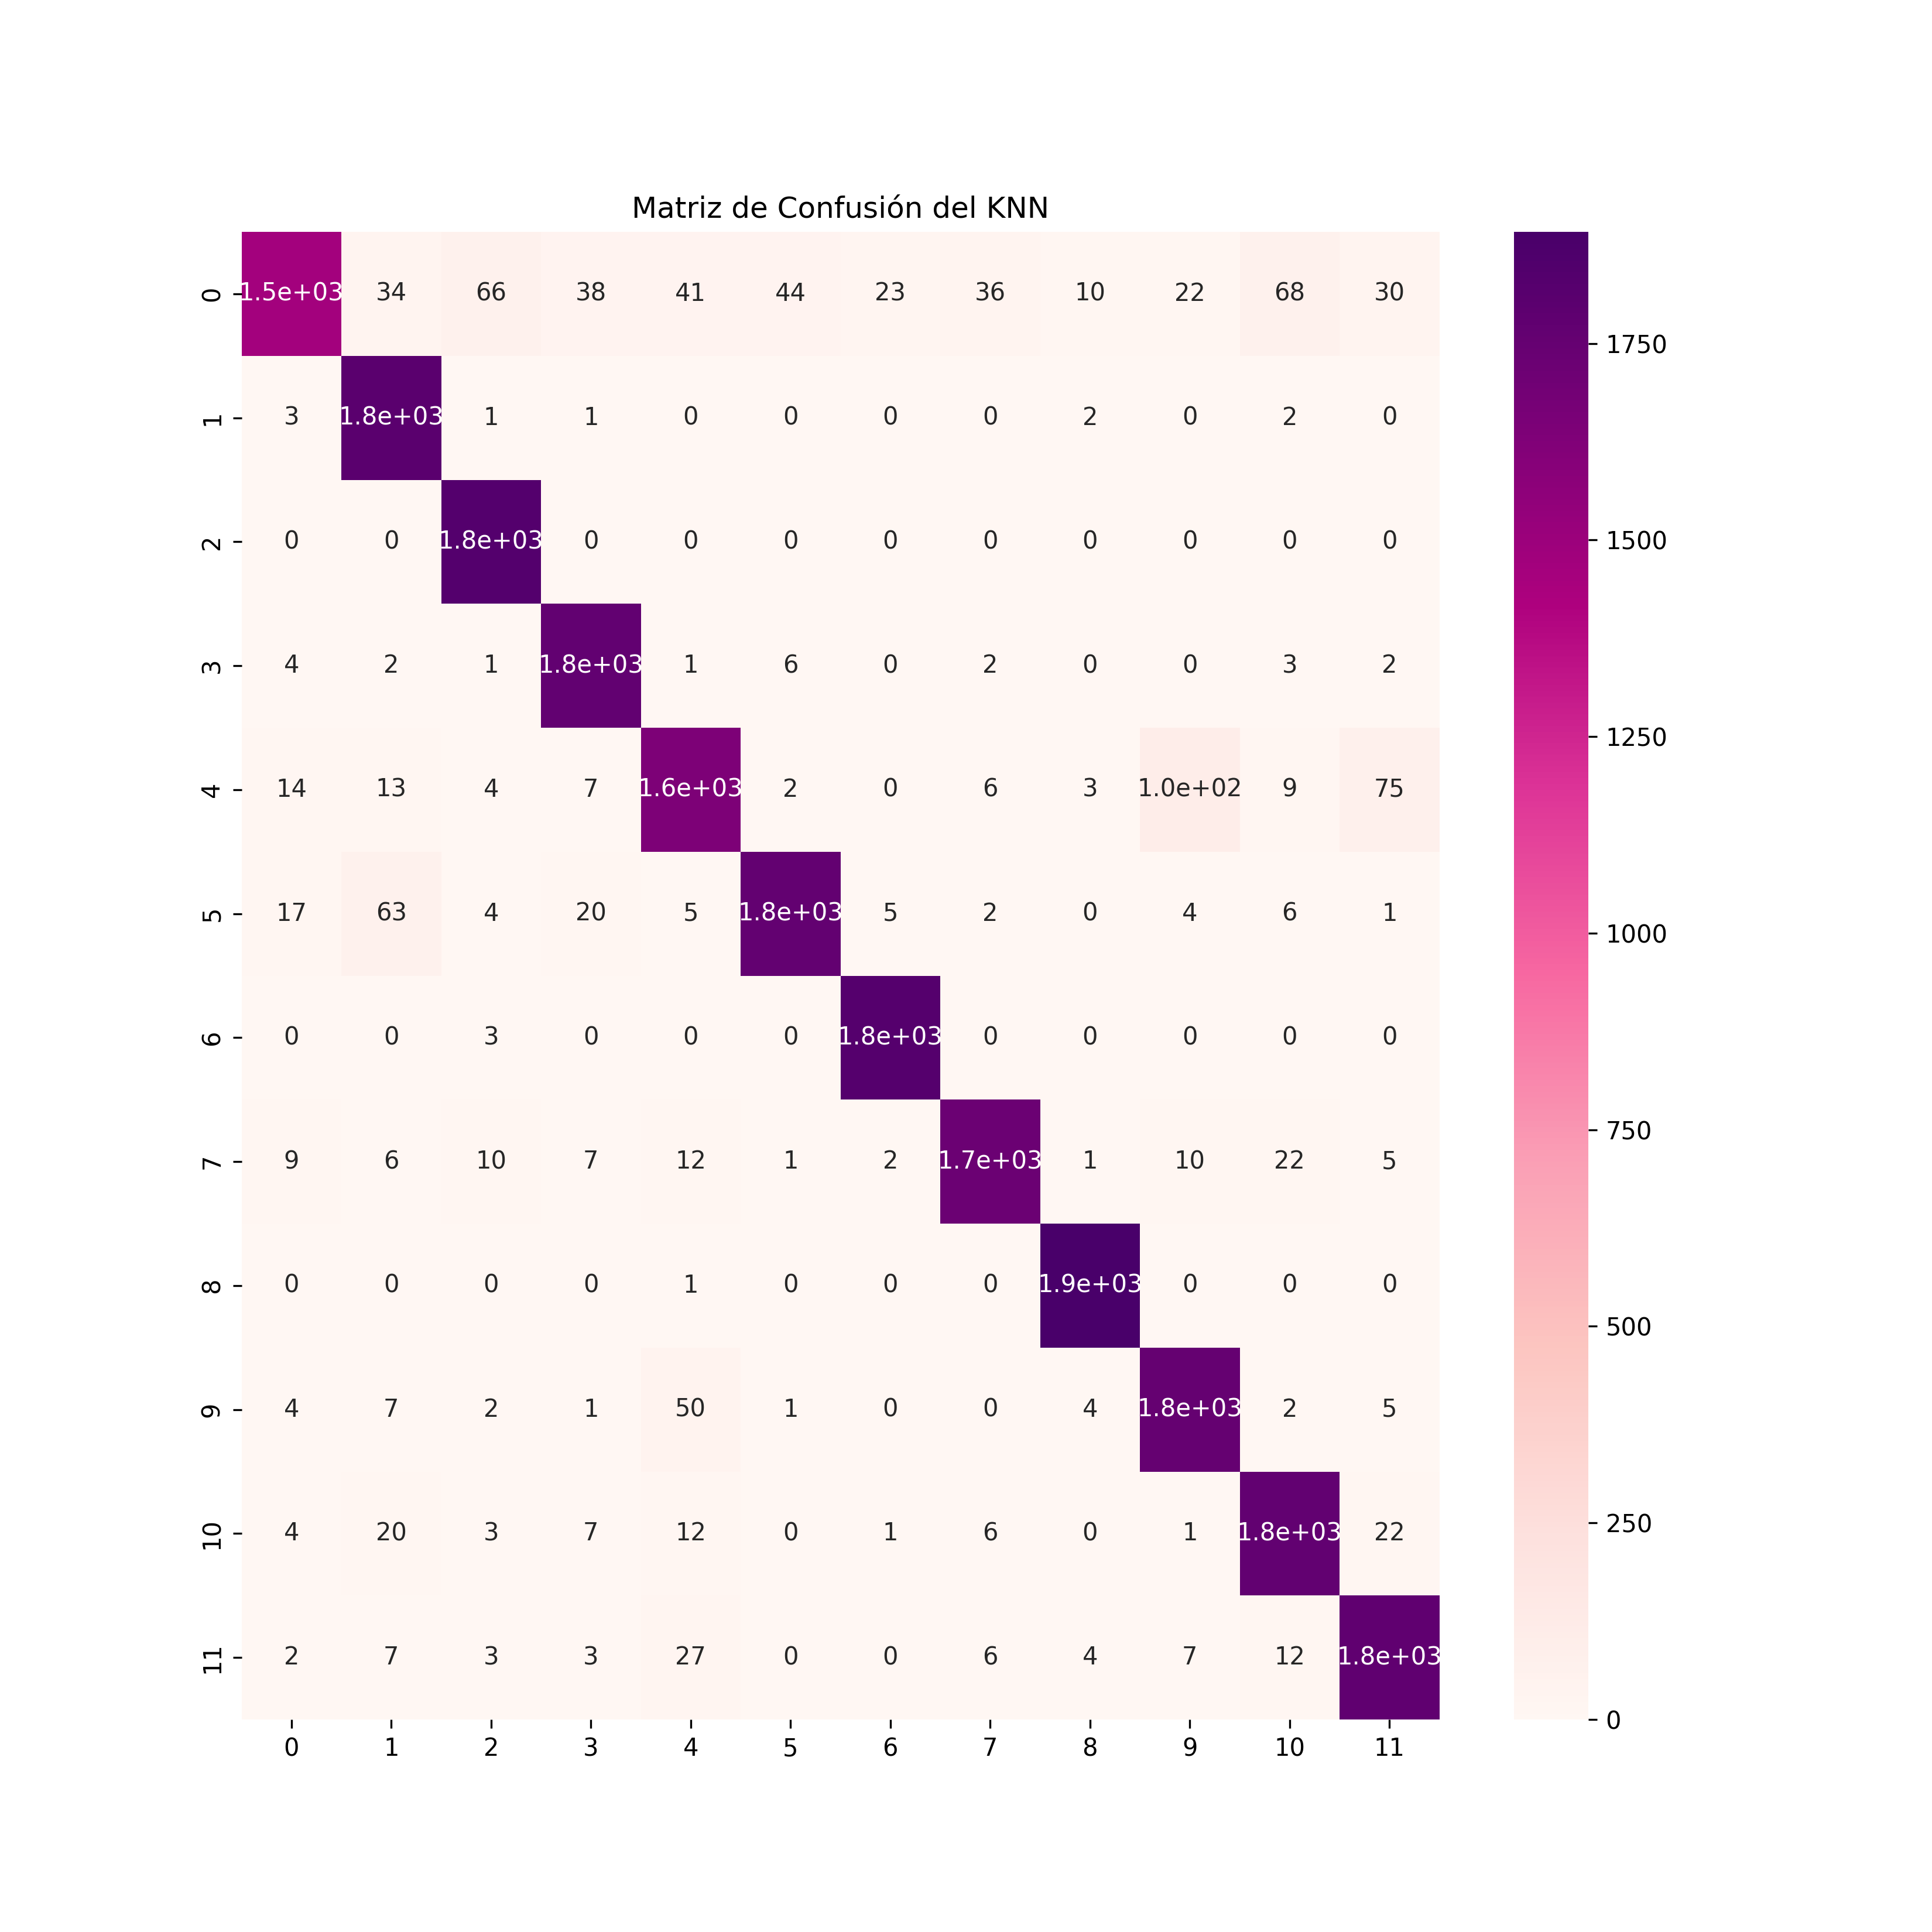 Matriz de Confusión del KNN
0 1.5e+03 34 66 38 41 44 23 36 10 22 68 30
1 3 1.8e+03 1 1 0 0 0 0 2 0 2 0
2 0 0 1.8e+03 0 0 0 0 0 0 0 0 0
3 4 2 1 1.8e+03 1 6 0 2 0 0 3 2
4 14 13 4 7 1.6e+03 2 0 6 3 1.0e+02 9 75
5 17 63 4 20 5 1.8e+03 5 2 0 4 6 1
6 0 0 3 0 0 0 1.8e+03 0 0 0 0 0
7 9 6 10 7 12 1 2 1.7e+03 1 10 22 5
8 0 0 0 0 1 0 0 0 1.9e+03 0 0 0
9 4 7 2 1 50 1 0 0 4 1.8e+03 2 5
10 4 20 3 7 12 0 1 6 0 1 1.8e+03 22
11 2 7 3 3 27 0 0 6 4 7 12 1.8e+03
0 1 2 3 4 5 6 7 8 9 10 11
1750
1500
1250
1000
750
500
250
0